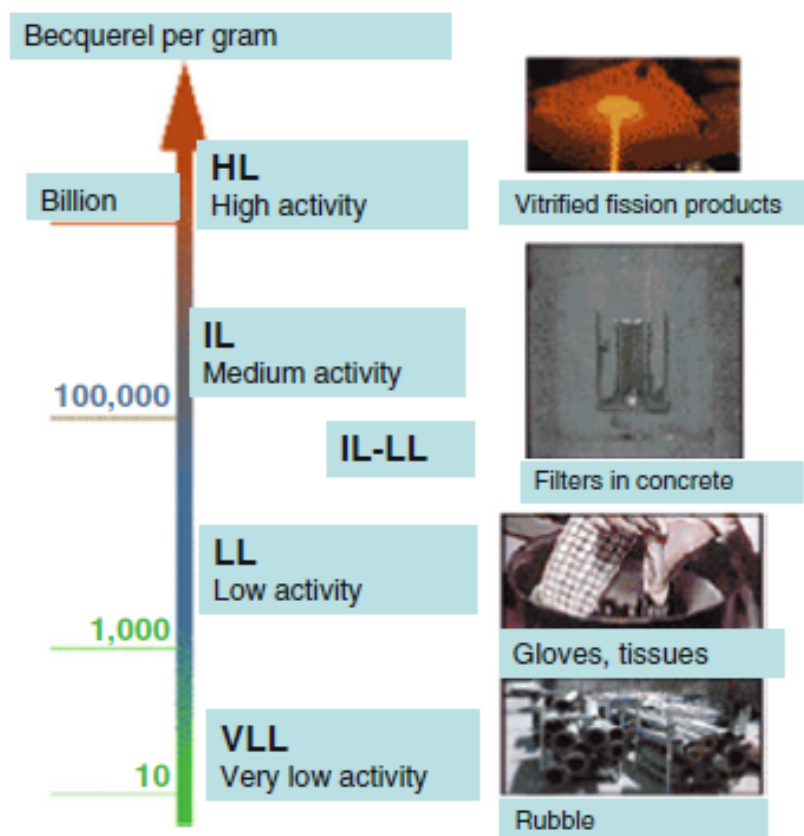 Becquerel per gram
HL
High activity
Billion
Vitrified fission products
IL
Medium activity
100,000
IL-LL
Filters in concrete
LL
Low activity
1,000
Gloves, tissues
VLL
Very low activity
10
Rubble